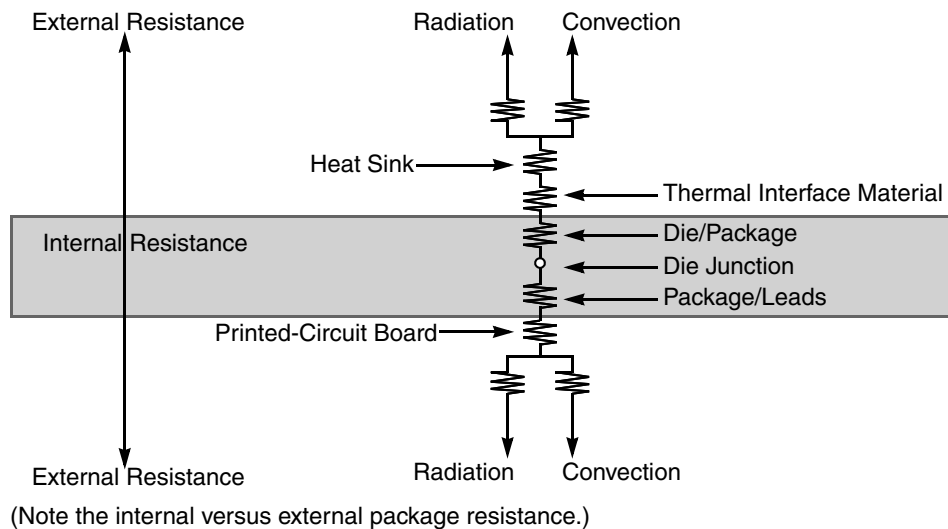 External Resistance
Radiation
Convection
Heat Sink
Thermal Interface Material
Internal Resistance
Die/Package
Die Junction
Package/Leads
Printed-Circuit Board
External Resistance
Radiation
Convection
(Note the internal versus external package resistance.)